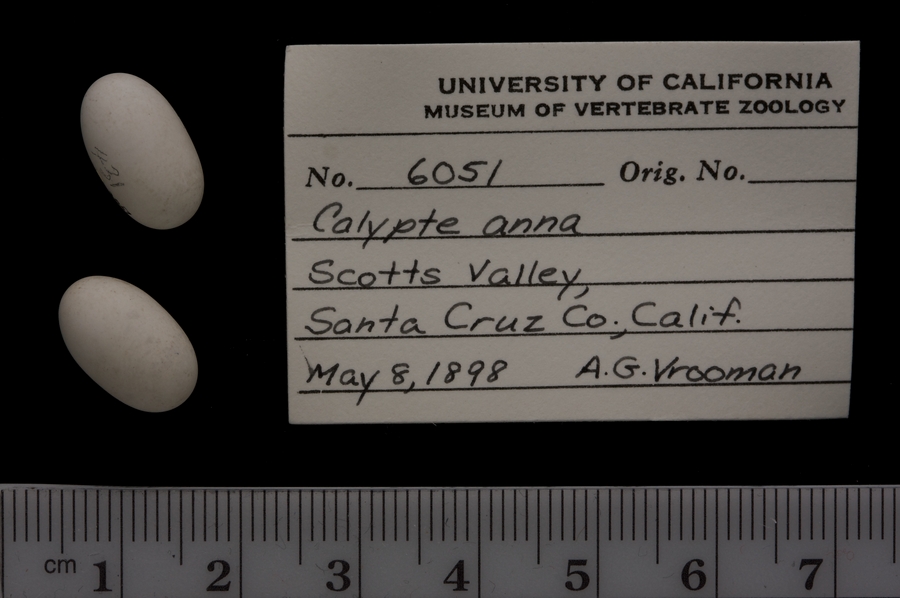 UNIVERSITY OF CALIFORNIA
MUSEUM OF VERTEBRATE ZOOLOGY
No. 6051 Orig. No.
Calypte anna
Scotts Valley,
Santa Cruz Co., Calif.
May 8, 1898 A.G. Vrooman
cm 1 2 3 4 5 6 7